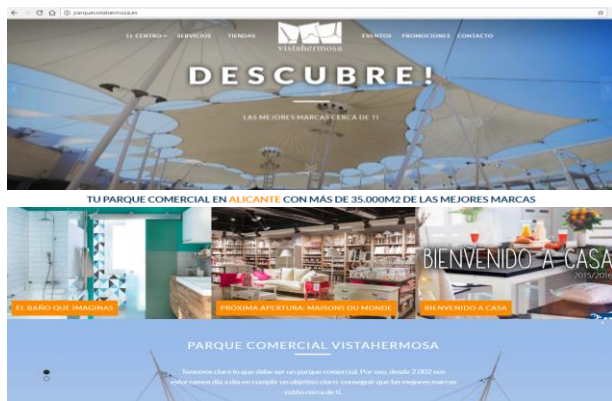 parquevistahermosa.es
EL CENTRO SERVICIOS TIENDAS
vistahermosa
EVENTOS PROMOCIONES CONTACTO
DESCUBRE!
LAS MEJORES MARCAS CERCA DE TI
TU PARQUE COMERCIAL EN ALICANTE CON MÁS DE 35.000M2 DE LAS MEJORES MARCAS
EL BAÑO QUE IMAGINAS
PRÓXIMA APERTURA: MAISONS DU MONDE
BIENVENIDO A CASA
2015/2016
BIENVENIDO A CASA
PARQUE COMERCIAL VISTAHERMOSA
Tenemos claro lo que debe ser un parque comercial. Por eso, desde 2.002 nos
esforzamos día a día en cumplir un objetivo claro: conseguir que las mejores marcas
estén cerca de ti.